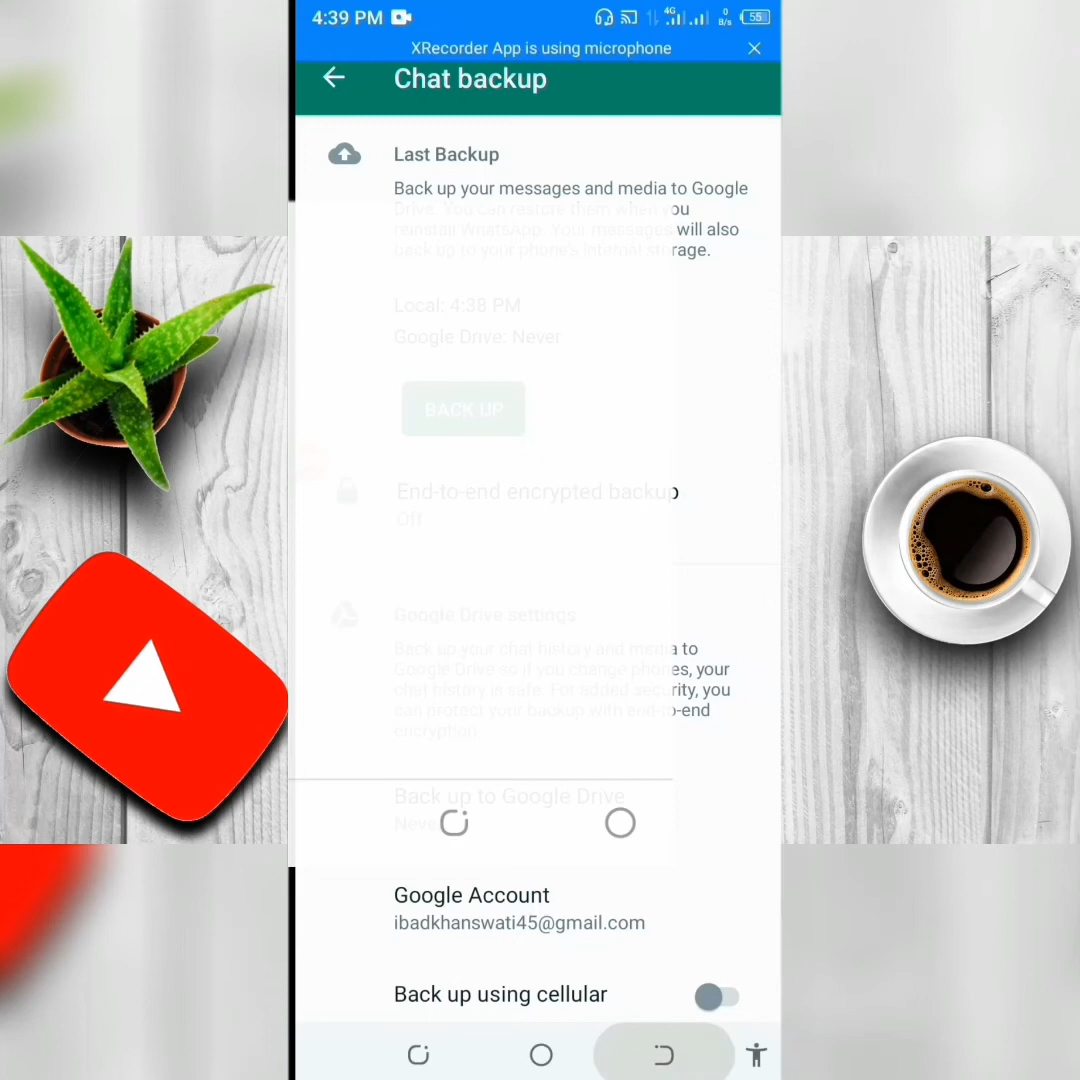 4:39 PM
4G
0
B/s
55
XRecorder App is using microphone
Chat backup
Last Backup
Back up your messages and media to Google
Drive. You can restore them when you
reinstall WhatsApp. Your messages will also
back up to your phone's internal storage.
Local: 4:38 PM
Google Drive: Never
BACK UP
End-to-end encrypted backup
Off
Google Drive settings
Back up your chat history and media to
Google Drive so if you change phones, your
chat history is safe. For added security, you
can protect your backup with end-to-end
encryption.
Back up to Google Drive
Never
Google Account
ibadkhanswati45@gmail.com
Back up using cellular